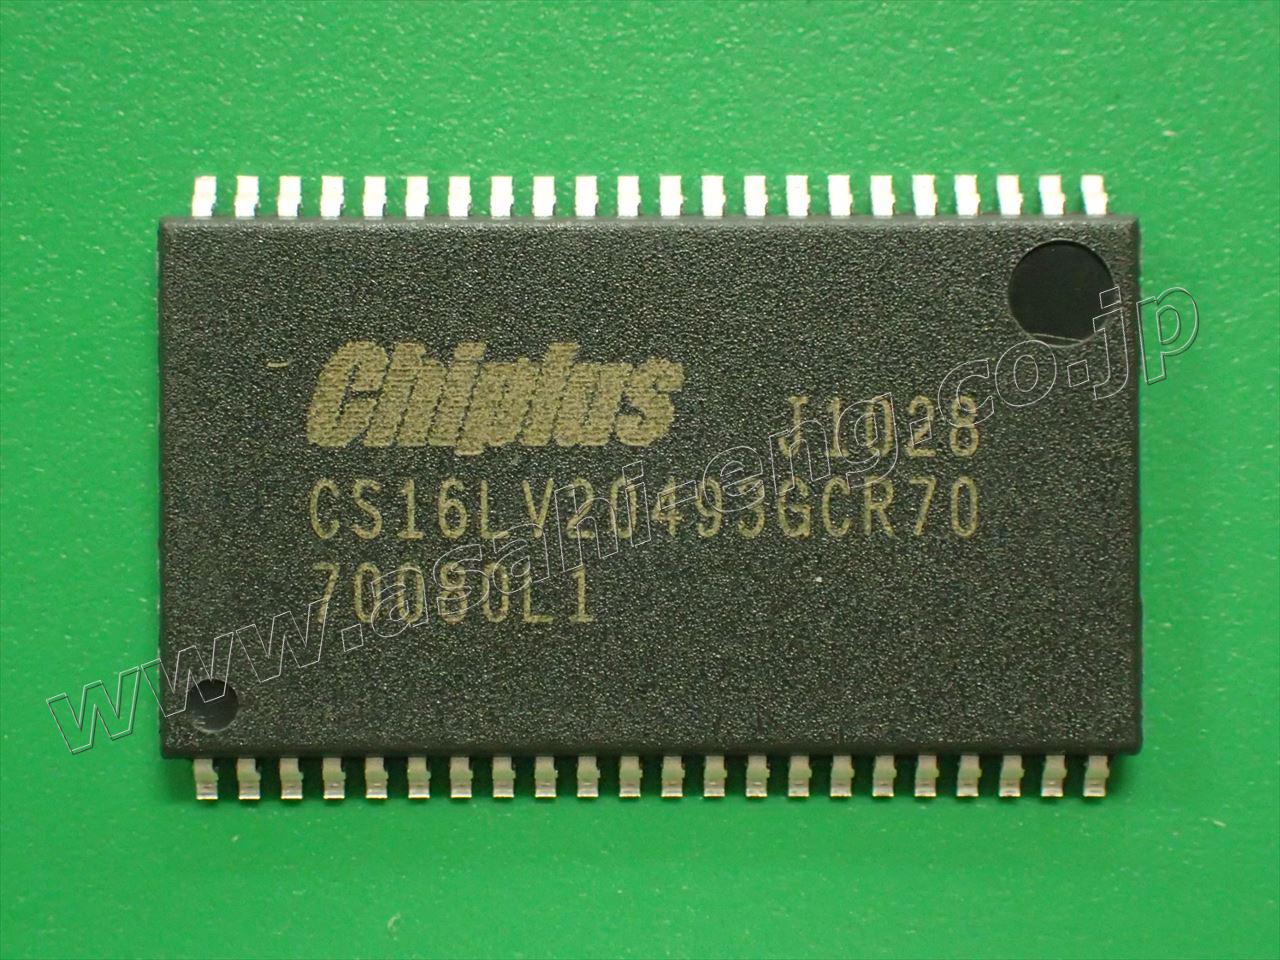 Chiplus J1028
CS16LV20493GCR70
70080L1
www.asahi-eng.co.jp